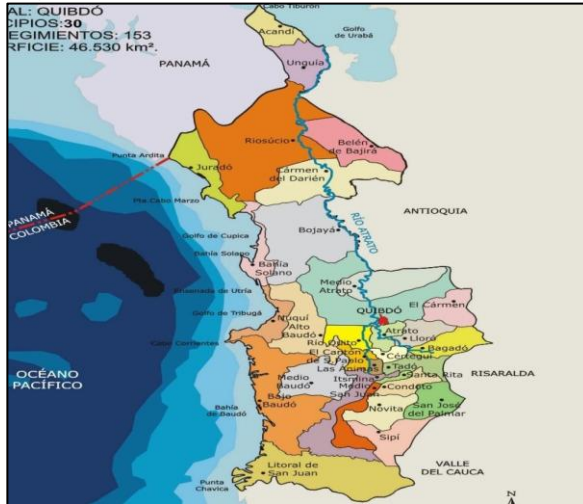 AL: QUIBDÓ
CIPIOS:30
EGIMIENTOS: 153
RFICIE: 46.530 km².
Cabo Tiburón
Acandí
Golfo de
Urabá
PANAMÁ
Unguía
Riosúcio
Belén
de Bajirá
Punta Ardita
Juradó
Cármen
del Darién
Pta Cabo Marzo
PANAMÁ
COLOMBIA
ANTIOQUIA
Golfo de Cupica
Bojayá
RÍO ATRATO
Bahía Solano
Bahía
Solano
Ensenada de Utría
Medio
Atrato
El Cármen
QUIBDÓ
Golfo de Tribugá
Nuquí
Alto
Baudó
Atrato
Lloró
Cabo Corrientes
Río Quito
Bagadó
El Cantón
de S. Pablo
Cértegui
Las Animas
Tadó
OCÉANO
PACÍFICO
Itsmina
Santa Rita
RISARALDA
Medio
Baudó
Medio
San Juan
Condoto
Bajo
Baudó
Novita
San José
del Palmar
Bahía
de Baudó
Sipí
Litoral de
San Juan
VALLE
DEL CAUCA
Punta
Chavica
N